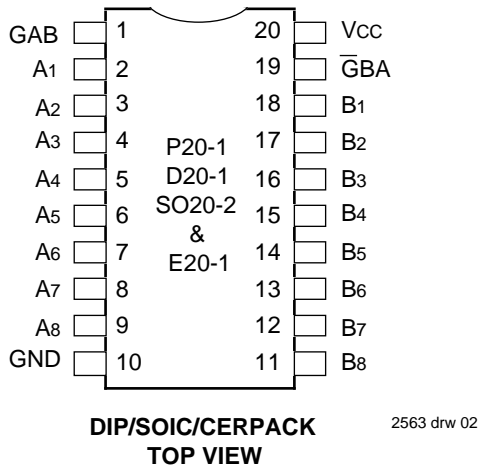 GAB 1 20 VCC
A1 2 19 G̅BA
A2 3 18 B1
A3 4 17 B2
A4 5 16 B3
A5 6 15 B4
A6 7 14 B5
A7 8 13 B6
A8 9 12 B7
GND 10 11 B8
P20-1
D20-1
SO20-2
&
E20-1
DIP/SOIC/CERPACK
TOP VIEW
2563 drw 02